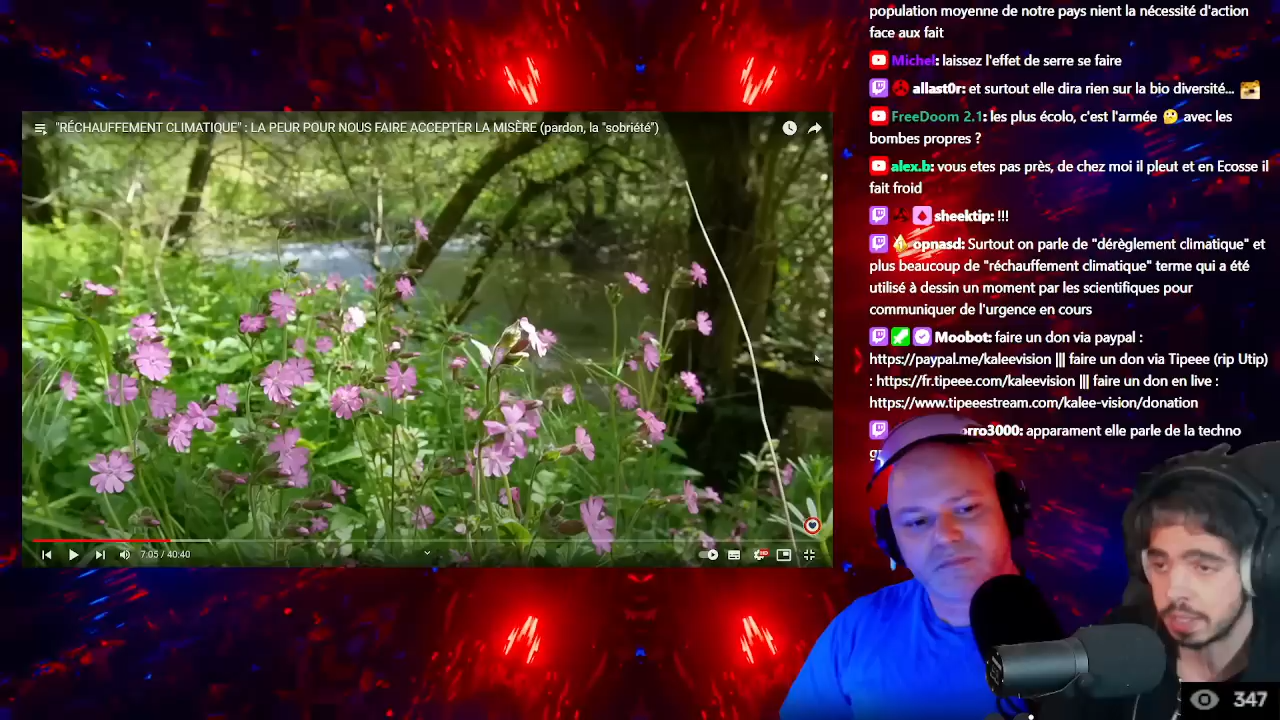 "RÉCHAUFFEMENT CLIMATIQUE" : LA PEUR POUR NOUS FAIRE ACCEPTER LA MISÈRE (pardon, la "sobriété")
7:05 / 40:40
HD
population moyenne de notre pays nient la nécessité d'action
face aux fait
Michel: laissez l'effet de serre se faire
allast0r: et surtout elle dira rien sur la bio diversité...
FreeDoom 2.1: les plus écolo, c'est l'armée 🤔 avec les
bombes propres ?
alex.b: vous etes pas près, de chez moi il pleut et en Ecosse il
fait froid
sheektip: !!!
opnasd: Surtout on parle de "dérèglement climatique" et
plus beaucoup de "réchauffement climatique" terme qui a été
utilisé à dessin un moment par les scientifiques pour
communiquer de l'urgence en cours
Moobot: faire un don via paypal :
https://paypal.me/kaleevision ||| faire un don via Tipeee (rip Utip)
: https://fr.tipeee.com/kaleevision ||| faire un don en live :
https://www.tipeeestream.com/kalee-vision/donation
orro3000: apparament elle parle de la techno
347